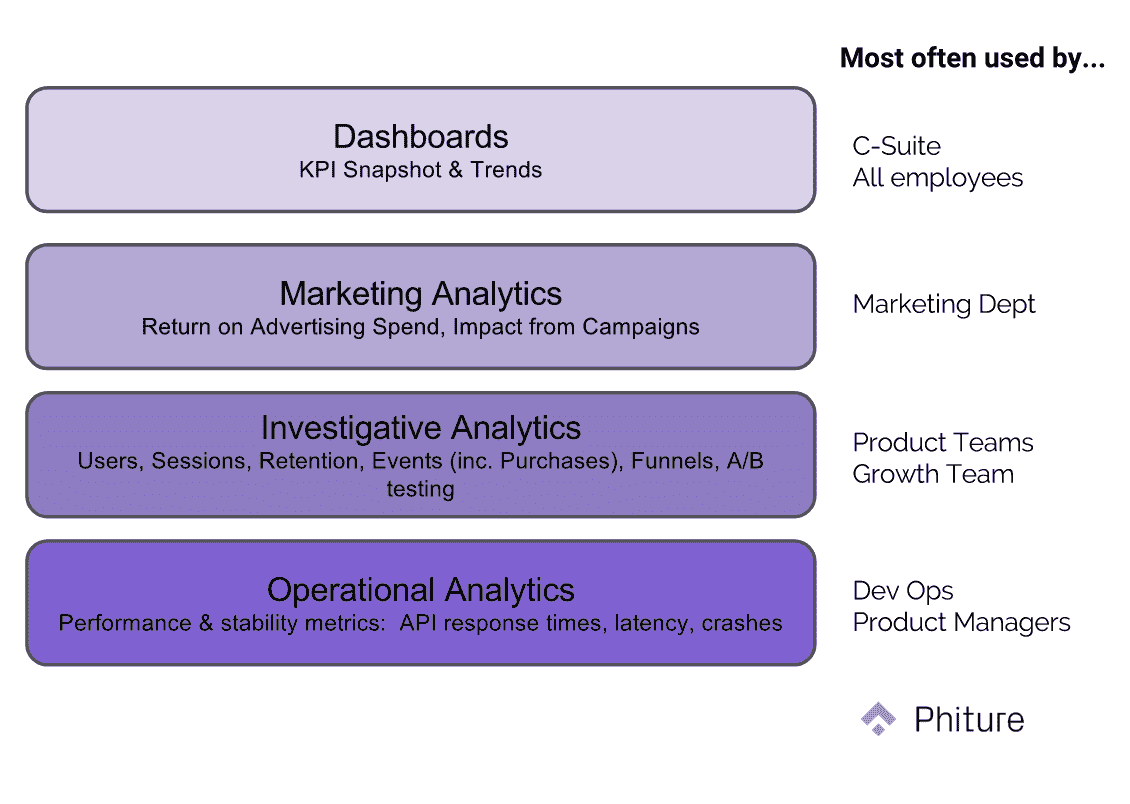 Most often used by...
Dashboards
KPI Snapshot & Trends
C-Suite
All employees
Marketing Analytics
Return on Advertising Spend, Impact from Campaigns
Marketing Dept
Investigative Analytics
Users, Sessions, Retention, Events (inc. Purchases), Funnels, A/B
testing
Product Teams
Growth Team
Operational Analytics
Performance & stability metrics:  API response times, latency, crashes
Dev Ops
Product Managers
Phiture